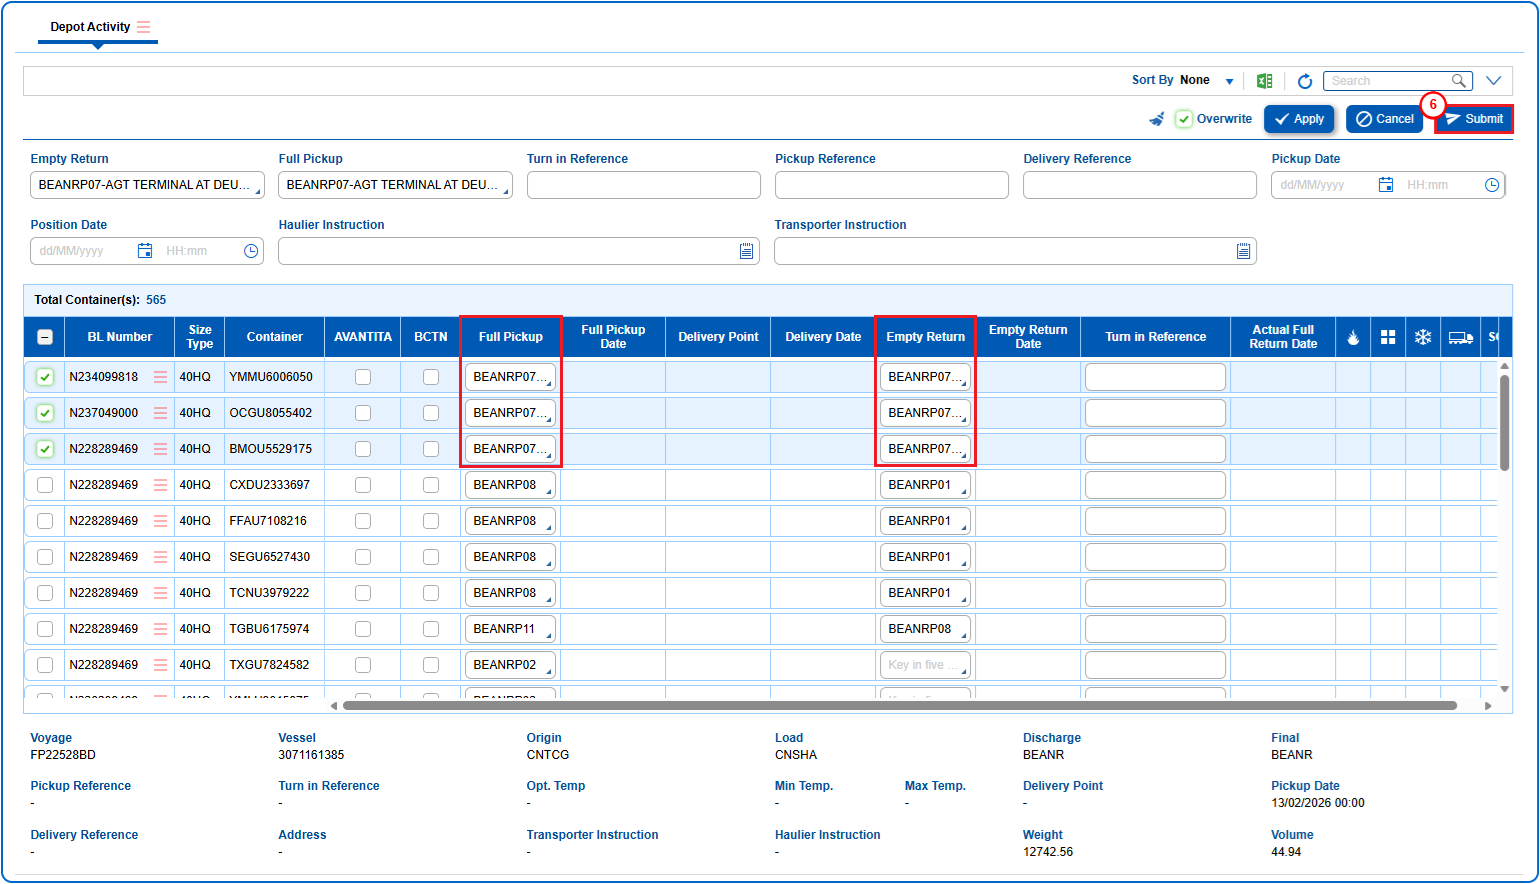 Depot Activity
Sort By None Search
6
Overwrite Apply Cancel Submit
Empty Return Full Pickup Turn in Reference Pickup Reference Delivery Reference Pickup Date
BEANRP07-AGT TERMINAL AT DEU... BEANRP07-AGT TERMINAL AT DEU... dd/MM/yyyy HH:mm
Position Date Haulier Instruction Transporter Instruction
dd/MM/yyyy HH:mm
Total Container(s): 565
BL Number Size Type Container AVANTITA BCTN Full Pickup Full Pickup Date Delivery Point Delivery Date Empty Return Empty Return Date Turn in Reference Actual Full Return Date
N234099818 40HQ YMMU6006050 BEANRP07... BEANRP07...
N237049000 40HQ OCGU8055402 BEANRP07... BEANRP07...
N228289469 40HQ BMOU5529175 BEANRP07... BEANRP07...
N228289469 40HQ CXDU2333697 BEANRP08 BEANRP01
N228289469 40HQ FFAU7108216 BEANRP08 BEANRP01
N228289469 40HQ SEGU6527430 BEANRP08 BEANRP01
N228289469 40HQ TCNU3979222 BEANRP08 BEANRP01
N228289469 40HQ TGBU6175974 BEANRP11 BEANRP08
N228289469 40HQ TXGU7824582 BEANRP02 Key in five ...
Voyage Vessel Origin Load Discharge Final
FP22528BD 3071161385 CNTCG CNSHA BEANR BEANR
Pickup Reference Turn in Reference Opt. Temp Min Temp. Max Temp. Delivery Point Pickup Date
- - - - - - 13/02/2026 00:00
Delivery Reference Address Transporter Instruction Haulier Instruction Weight Volume
- - - - 12742.56 44.94